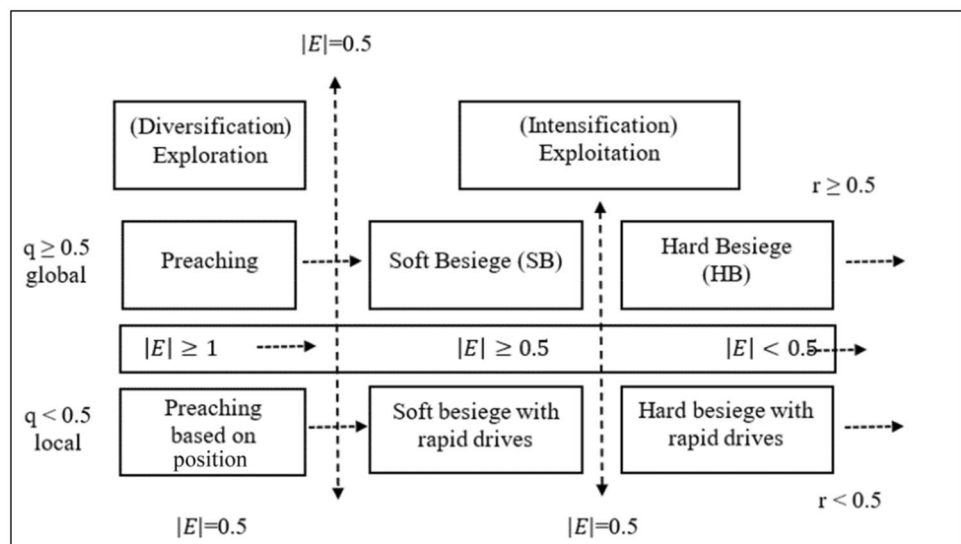 |E|=0.5
(Diversification)
Exploration
(Intensification)
Exploitation
r ≥ 0.5
q ≥ 0.5
global
Preaching
Soft Besiege (SB)
Hard Besiege
(HB)
|E| ≥ 1
|E| ≥ 0.5
|E| < 0.5
q < 0.5
local
Preaching
based on
position
Soft besiege with
rapid drives
Hard besiege with
rapid drives
r < 0.5
|E|=0.5
|E|=0.5